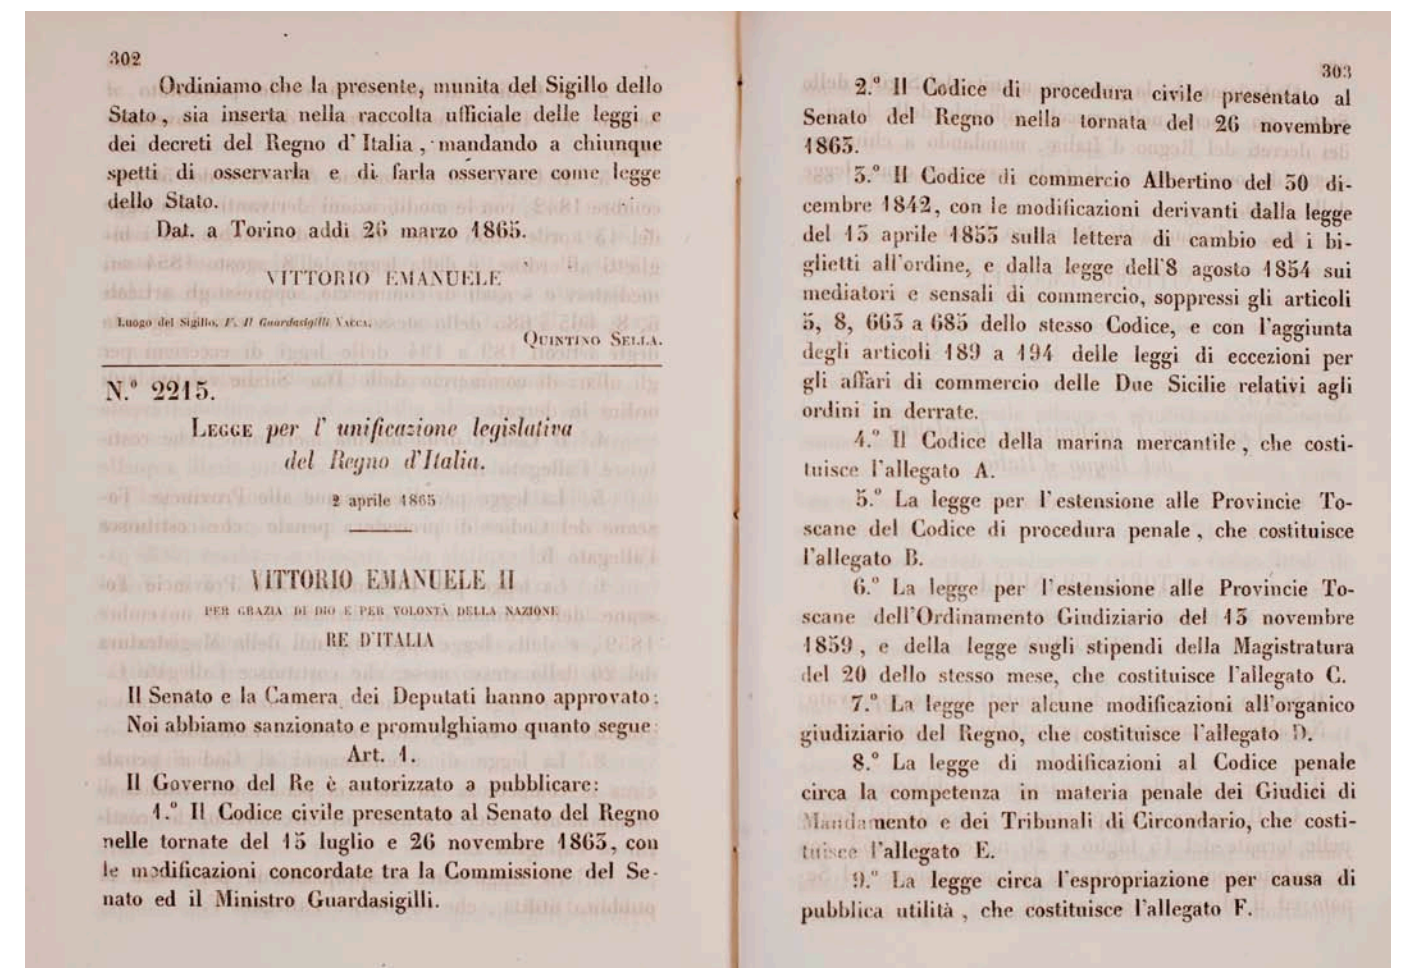 302
Ordiniamo che la presente, munita del Sigillo dello
Stato, sia inserta nella raccolta ufficiale delle leggi e
dei decreti del Regno d'Italia, mandando a chiunque
spetti di osservarla e di farla osservare come legge
dello Stato.
Dat. a Torino addì 26 marzo 1865.
VITTORIO EMANUELE
Luogo del Sigillo. V. Il Guardasigilli VACCA.
QUINTINO SELLA.
N.° 2215.
LEGGE per l'unificazione legislativa
del Regno d'Italia.
2 aprile 1865
VITTORIO EMANUELE II
PER GRAZIA DI DIO E PER VOLONTÀ DELLA NAZIONE
RE D'ITALIA
Il Senato e la Camera dei Deputati hanno approvato:
Noi abbiamo sanzionato e promulghiamo quanto segue:
Art. 1.
Il Governo del Re è autorizzato a pubblicare:
1.° Il Codice civile presentato al Senato del Regno
nelle tornate del 15 luglio e 26 novembre 1863, con
le modificazioni concordate tra la Commissione del Se-
nato ed il Ministro Guardasigilli.
303
2.° Il Codice di procedura civile presentato al
Senato del Regno nella tornata del 26 novembre
1863.
3.° Il Codice di commercio Albertino del 30 di-
cembre 1842, con le modificazioni derivanti dalla legge
del 13 aprile 1853 sulla lettera di cambio ed i bi-
glietti all'ordine, e dalla legge dell'8 agosto 1854 sui
mediatori e sensali di commercio, soppressi gli articoli
5, 8, 663 a 685 dello stesso Codice, e con l'aggiunta
degli articoli 189 a 194 delle leggi di eccezioni per
gli affari di commercio delle Due Sicilie relativi agli
ordini in derrate.
4.° Il Codice della marina mercantile, che costi-
tuisce l'allegato A.
5.° La legge per l'estensione alle Provincie To-
scane del Codice di procedura penale, che costituisce
l'allegato B.
6.° La legge per l'estensione alle Provincie To-
scane dell'Ordinamento Giudiziario del 13 novembre
1859, e della legge sugli stipendi della Magistratura
del 20 dello stesso mese, che costituisce l'allegato C.
7.° La legge per alcune modificazioni all'organico
giudiziario del Regno, che costituisce l'allegato D.
8.° La legge di modificazioni al Codice penale
circa la competenza in materia penale dei Giudici di
Mandamento e dei Tribunali di Circondario, che costi-
tuisce l'allegato E.
9.° La legge circa l'espropriazione per causa di
pubblica utilità, che costituisce l'allegato F.